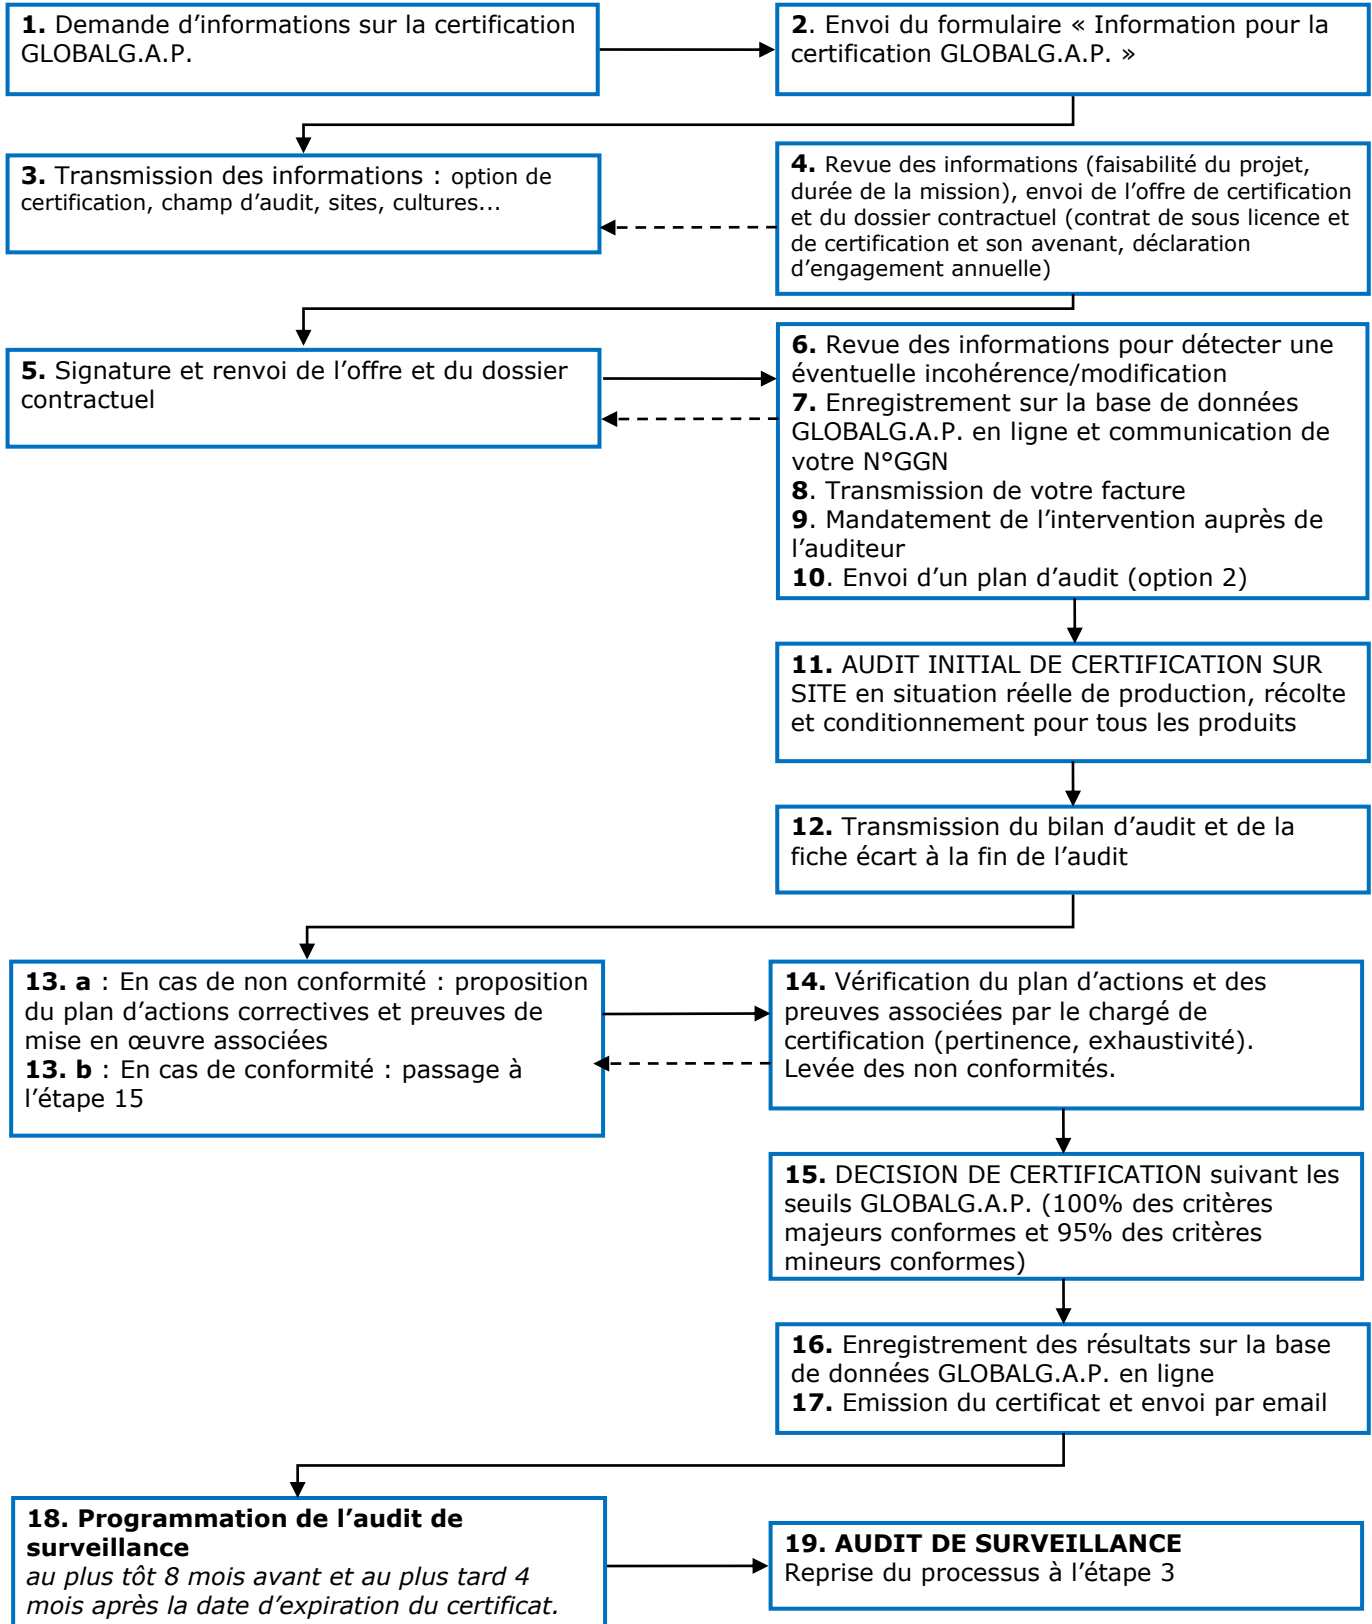 1. Demande d’informations sur la certification
GLOBALG.A.P.
2. Envoi du formulaire « Information pour la
certification GLOBALG.A.P. »
3. Transmission des informations : option de
certification, champ d’audit, sites, cultures…
4. Revue des informations (faisabilité du projet,
durée de la mission), envoi de l’offre de certification
et du dossier contractuel (contrat de sous licence et
de certification et son avenant, déclaration
d’engagement annuelle)
5. Signature et renvoi de l’offre et du dossier
contractuel
6. Revue des informations pour détecter une
éventuelle incohérence/modification
7. Enregistrement sur la base de données
GLOBALG.A.P. en ligne et communication de
votre N°GGN
8. Transmission de votre facture
9. Mandatement de l’intervention auprès de
l’auditeur
10. Envoi d’un plan d’audit (option 2)
11. AUDIT INITIAL DE CERTIFICATION SUR
SITE en situation réelle de production, récolte
et conditionnement pour tous les produits
12. Transmission du bilan d’audit et de la
fiche écart à la fin de l’audit
13. a : En cas de non conformité : proposition
du plan d’actions correctives et preuves de
mise en œuvre associées
13. b : En cas de conformité : passage à
l’étape 15
14. Vérification du plan d’actions et des
preuves associées par le chargé de
certification (pertinence, exhaustivité).
Levée des non conformités.
15. DECISION DE CERTIFICATION suivant les
seuils GLOBALG.A.P. (100% des critères
majeurs conformes et 95% des critères
mineurs conformes)
16. Enregistrement des résultats sur la base
de données GLOBALG.A.P. en ligne
17. Emission du certificat et envoi par email
18. Programmation de l’audit de
surveillance
au plus tôt 8 mois avant et au plus tard 4
mois après la date d’expiration du certificat.
19. AUDIT DE SURVEILLANCE
Reprise du processus à l’étape 3